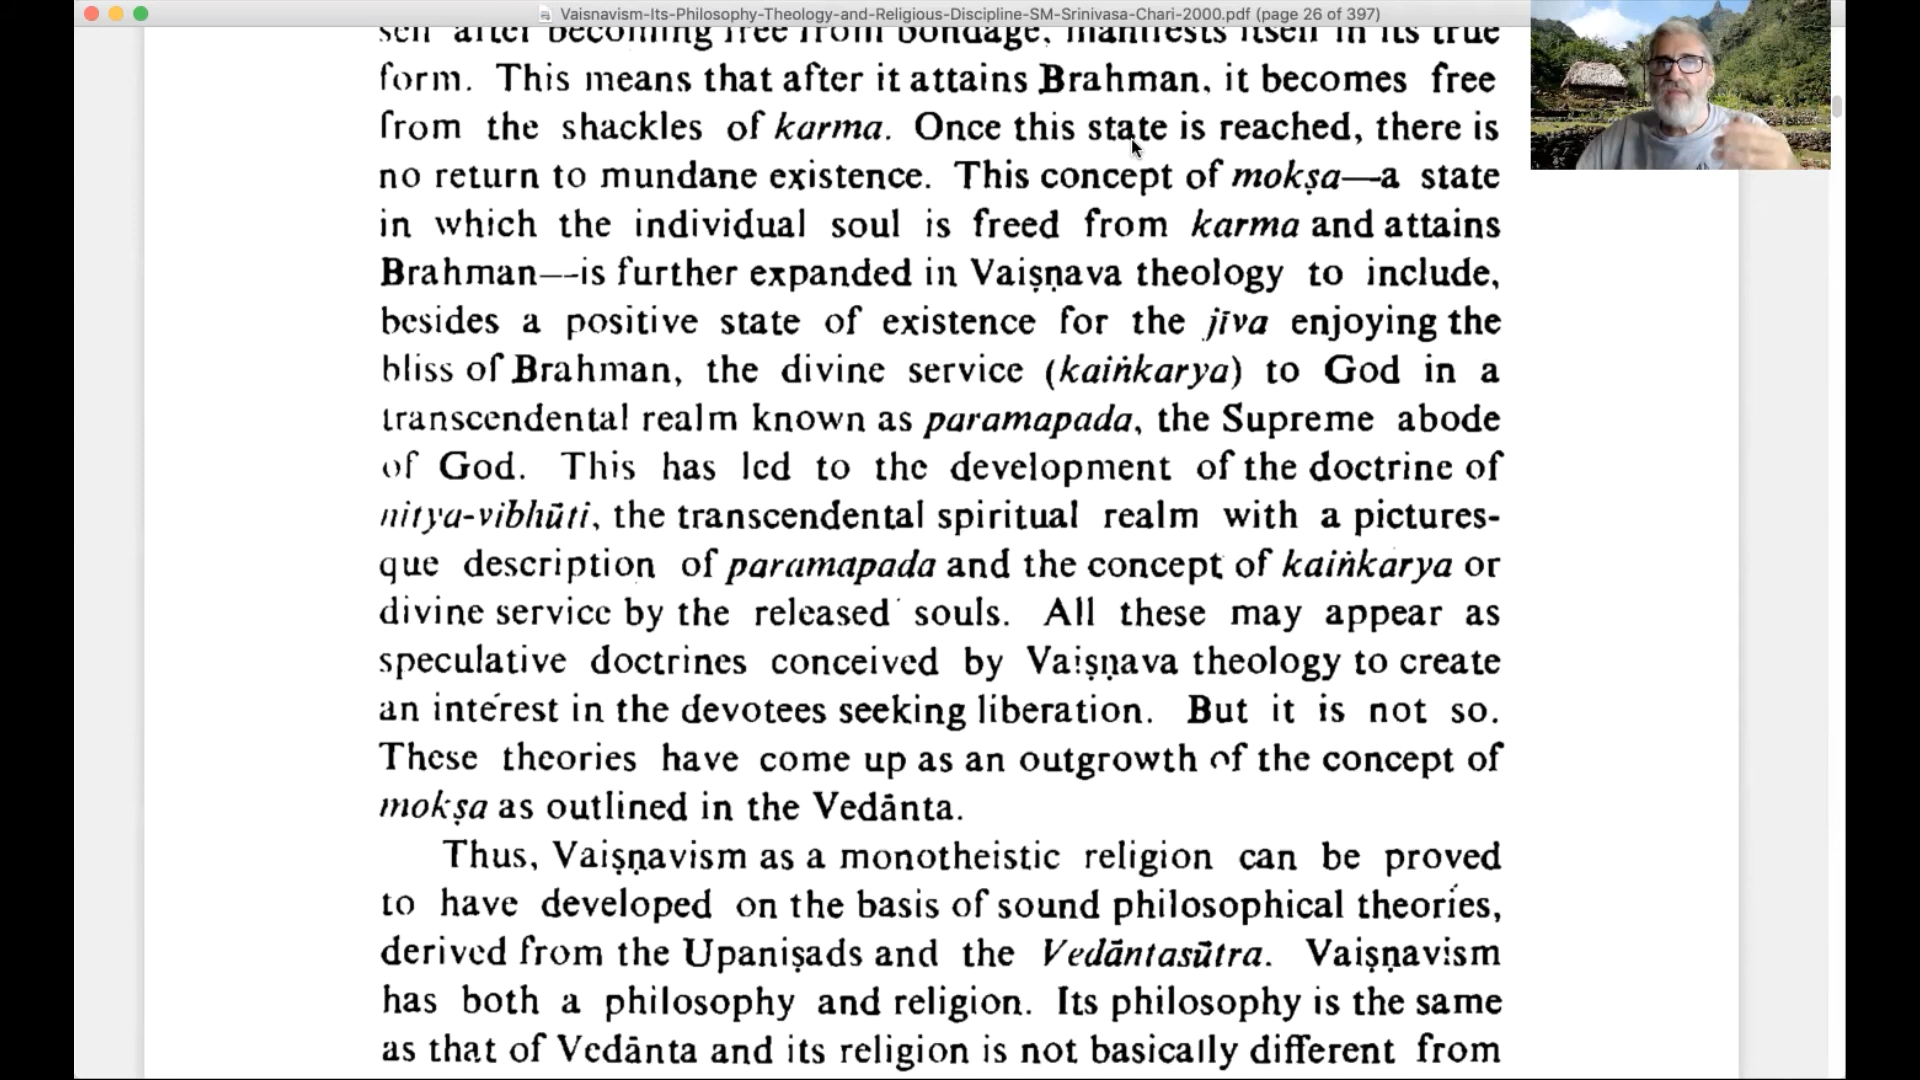 Vaisnavism-Its-Philosophy-Theology-and-Religious-Discipline-SM-Srinivasa-Chari-2000.pdf (page 26 of 397)
self after becoming free from bondage, manifests itself in its true
form. This means that after it attains Brahman, it becomes free
from the shackles of karma. Once this state is reached, there is
no return to mundane existence. This concept of mokṣa—a state
in which the individual soul is freed from karma and attains
Brahman—is further expanded in Vaiṣṇava theology to include,
besides a positive state of existence for the jīva enjoying the
bliss of Brahman, the divine service (kaiṅkarya) to God in a
transcendental realm known as paramapada, the Supreme abode
of God. This has led to the development of the doctrine of
nitya-vibhūti, the transcendental spiritual realm with a pictures-
que description of paramapada and the concept of kaiṅkarya or
divine service by the released souls. All these may appear as
speculative doctrines conceived by Vaiṣṇava theology to create
an interest in the devotees seeking liberation. But it is not so.
These theories have come up as an outgrowth of the concept of
mokṣa as outlined in the Vedānta.
Thus, Vaiṣṇavism as a monotheistic religion can be proved
to have developed on the basis of sound philosophical theories,
derived from the Upaniṣads and the Vedāntasūtra. Vaiṣṇavism
has both a philosophy and religion. Its philosophy is the same
as that of Vedānta and its religion is not basically different from